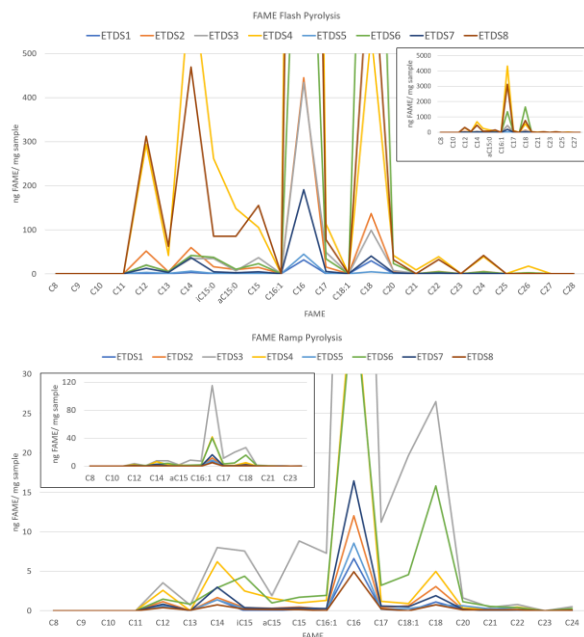 FAME Flash Pyrolysis
ETDS1 ETDS2 ETDS3 ETDS4 ETDS5 ETDS6 ETDS7 ETDS8
ng FAME/ mg sample
500
400
300
200
100
0
C8 C9 C10 C11 C12 C13 C14 iC15:0 aC15:0 C15 C16:1 C16 C17 C18:1 C18 C20 C21 C22 C23 C24 C25 C26 C27 C28
FAME
ng FAME/ mg sample
5000
4000
3000
2000
1000
0
C8 C10 C12 C14 aC15:0 C16:1 C17 C18 C21 C23 C25 C27
FAME Ramp Pyrolysis
ETDS1 ETDS2 ETDS3 ETDS4 ETDS5 ETDS6 ETDS7 ETDS8
ng FAME/ mg sample
30
25
20
15
10
5
0
C8 C9 C10 C11 C12 C13 C14 iC15 aC15 C15 C16:1 C16 C17 C18:1 C18 C20 C21 C22 C23 C24
FAME
ng FAME/ mg sample
120
80
40
0
C8 C10 C12 C14 aC15 C16:1 C17 C18 C21 C23